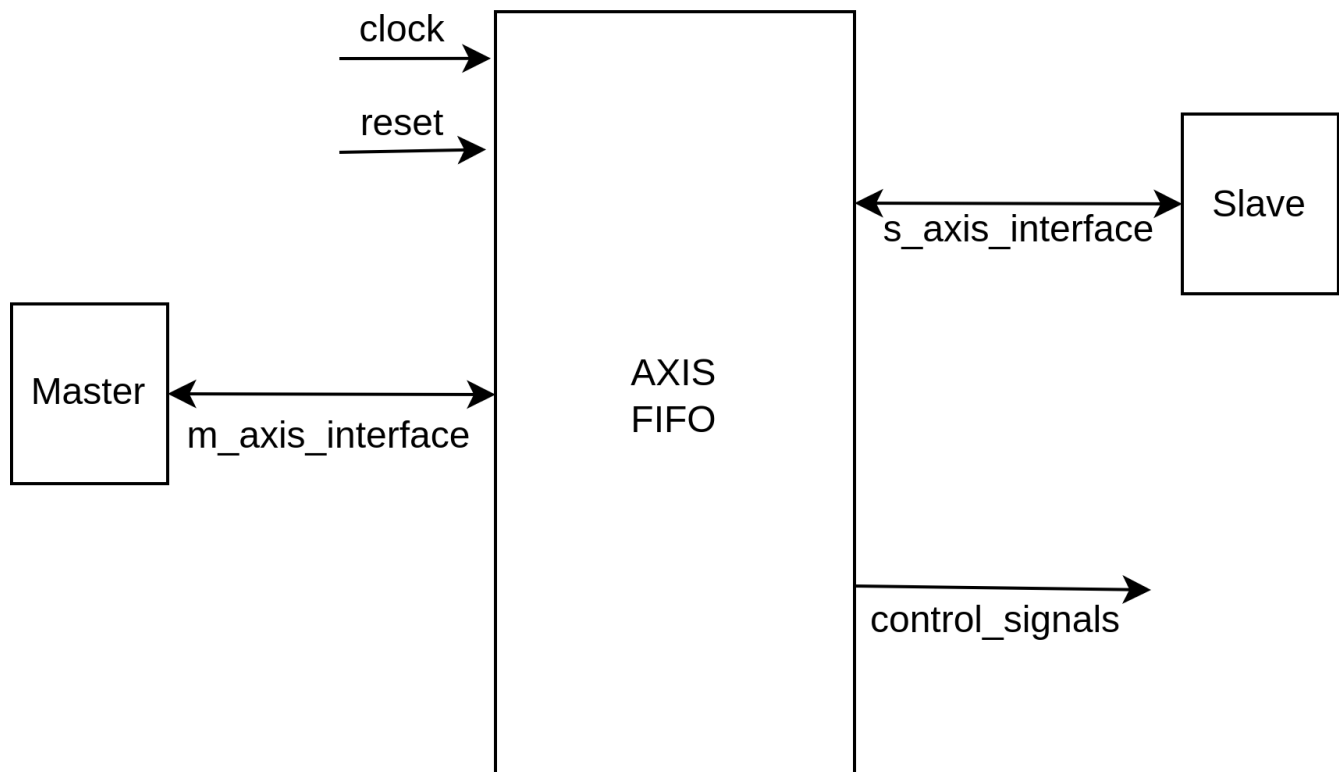 clock
reset
Slave
s_axis_interface
AXIS
FIFO
Master
m_axis_interface
control_signals